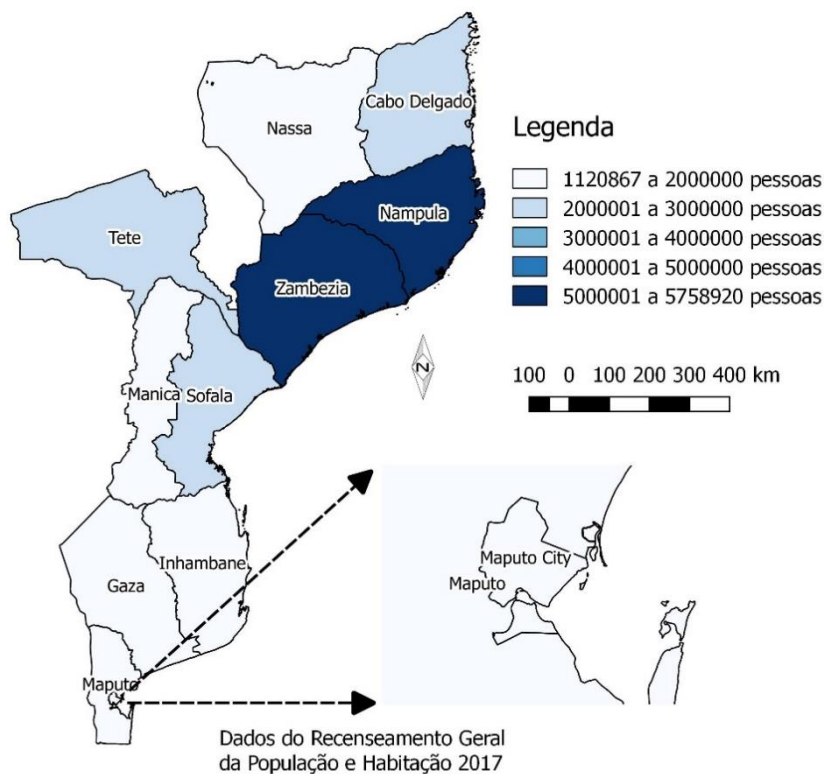 Cabo Delgado
Nassa
Nampula
Tete
Zambezia
Manica
Sofala
Inhambane
Gaza
Maputo
Legenda
1120867 a 2000000 pessoas
2000001 a 3000000 pessoas
3000001 a 4000000 pessoas
4000001 a 5000000 pessoas
5000001 a 5758920 pessoas
N
100 0 100 200 300 400 km
Maputo City
Maputo
Dados do Recenseamento Geral
da População e Habitação 2017